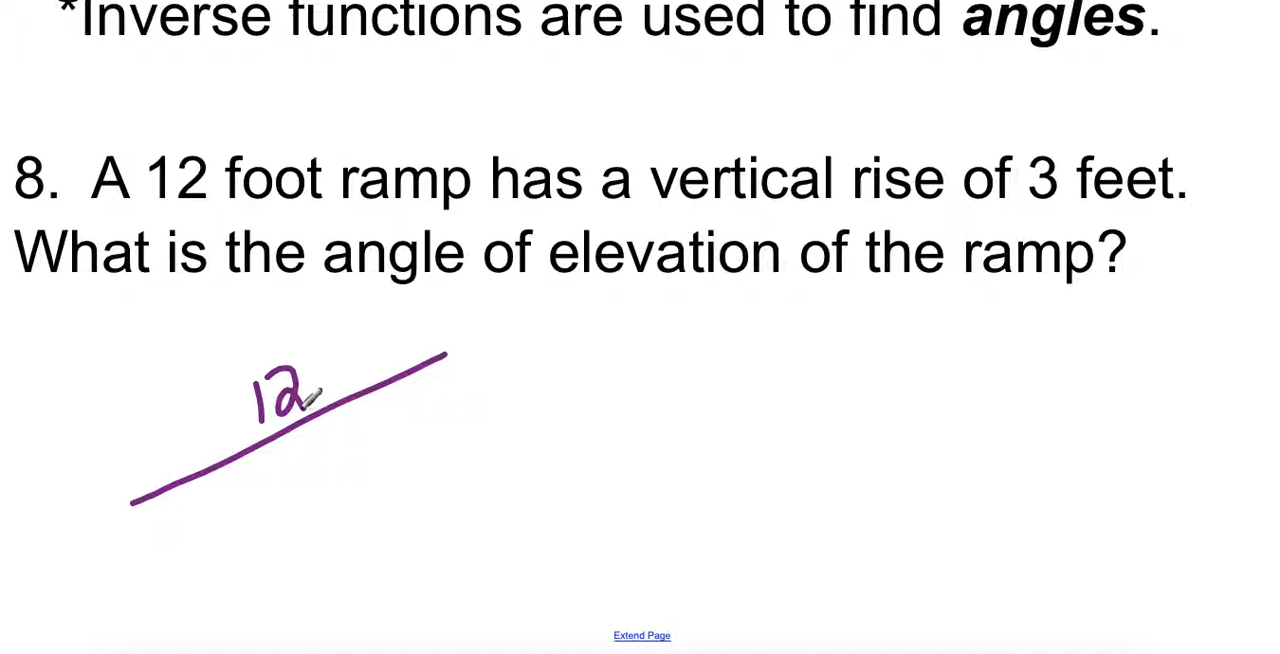 *Inverse functions are used to find angles.
8. A 12 foot ramp has a vertical rise of 3 feet.
What is the angle of elevation of the ramp?
12
Extend Page